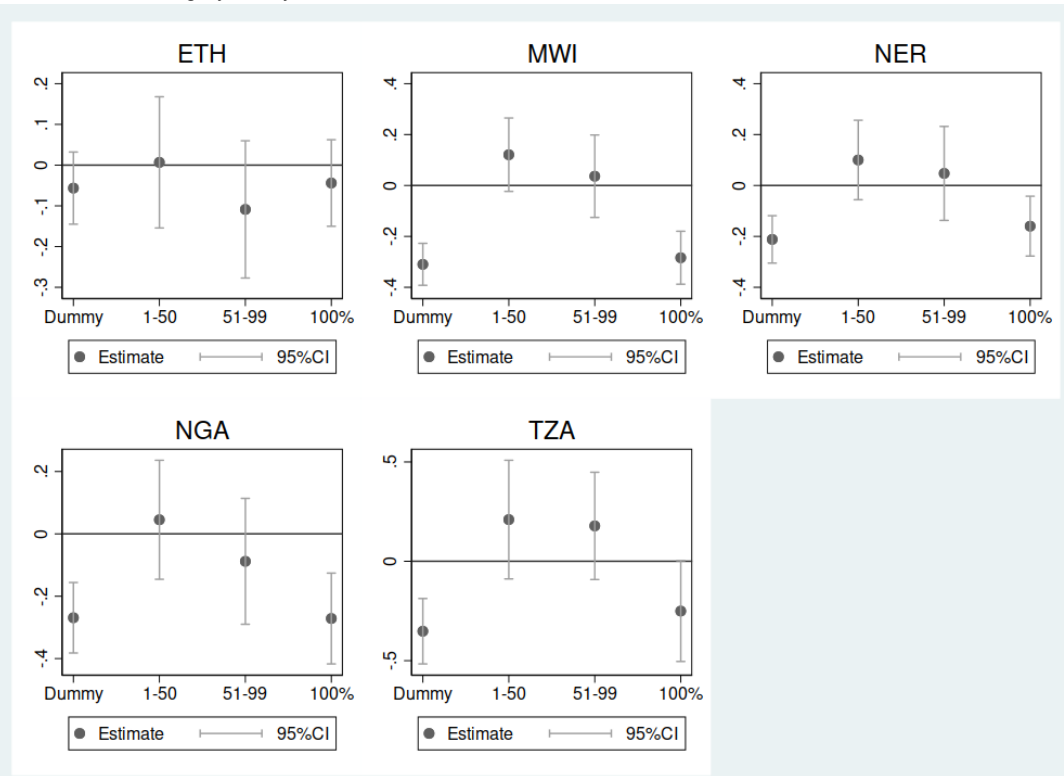 ETH
.2
.1
0
-.1
-.2
-.3
Dummy 1-50 51-99 100%
Estimate 95%CI
MWI
.4
.2
0
-.2
-.4
Dummy 1-50 51-99 100%
Estimate 95%CI
NER
.4
.2
0
-.2
-.4
Dummy 1-50 51-99 100%
Estimate 95%CI
NGA
.2
0
-.2
-.4
Dummy 1-50 51-99 100%
Estimate 95%CI
TZA
.5
0
-.5
Dummy 1-50 51-99 100%
Estimate 95%CI